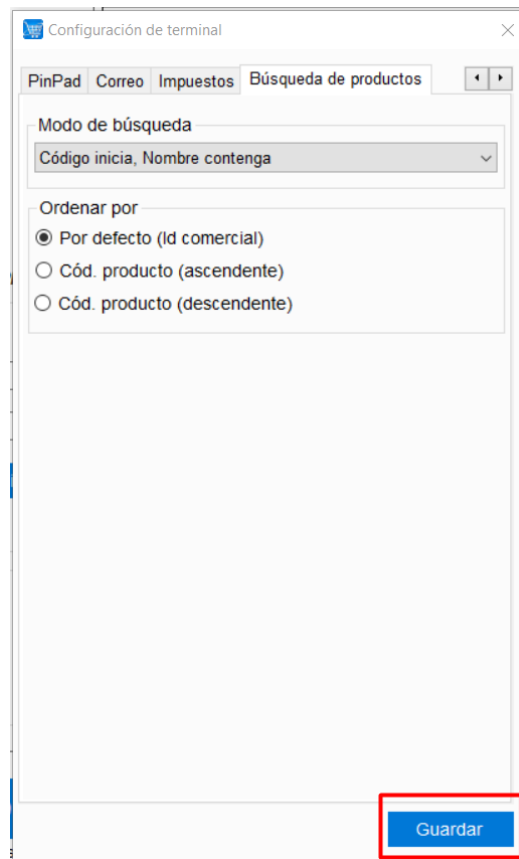 Configuración de terminal
PinPad Correo Impuestos Búsqueda de productos
Modo de búsqueda
Código inicia, Nombre contenga
Ordenar por
Por defecto (Id comercial)
Cód. producto (ascendente)
Cód. producto (descendente)
Guardar